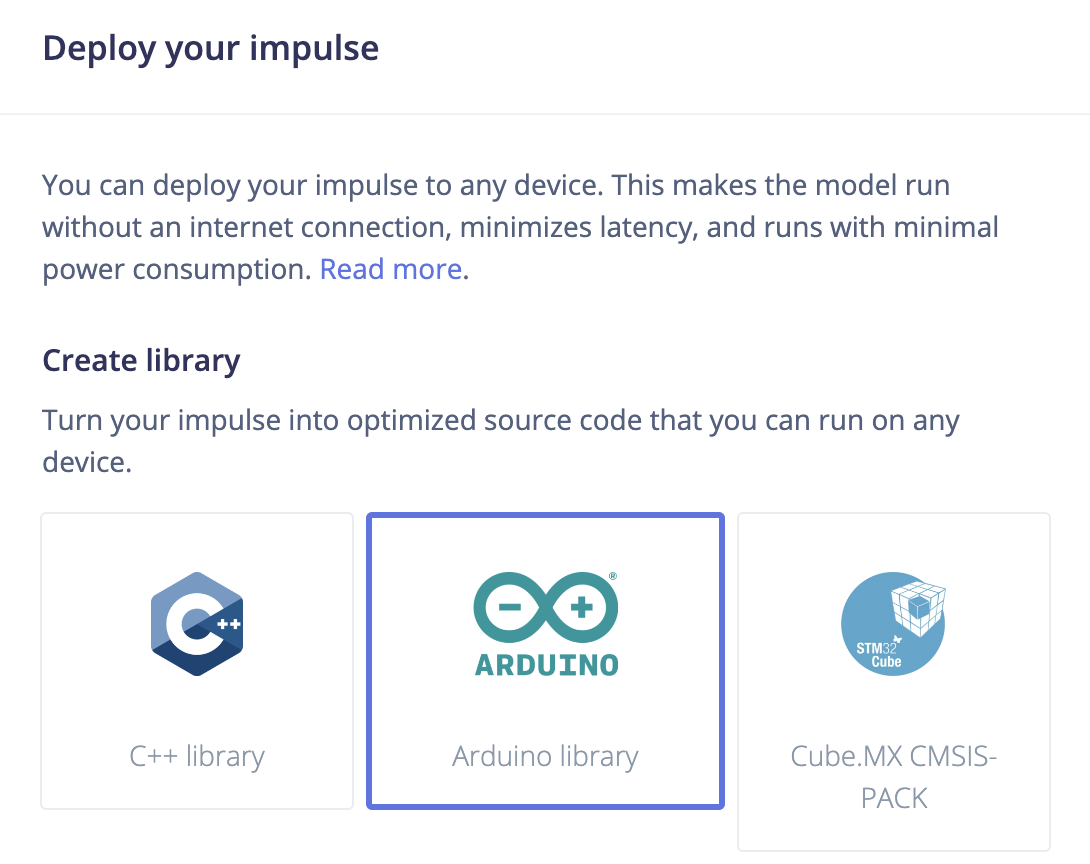 Deploy your impulse
You can deploy your impulse to any device. This makes the model run
without an internet connection, minimizes latency, and runs with minimal
power consumption. Read more.
Create library
Turn your impulse into optimized source code that you can run on any
device.
C++
C++ library
®
ARDUINO
Arduino library
STM32
Cube
Cube.MX CMSIS-
PACK